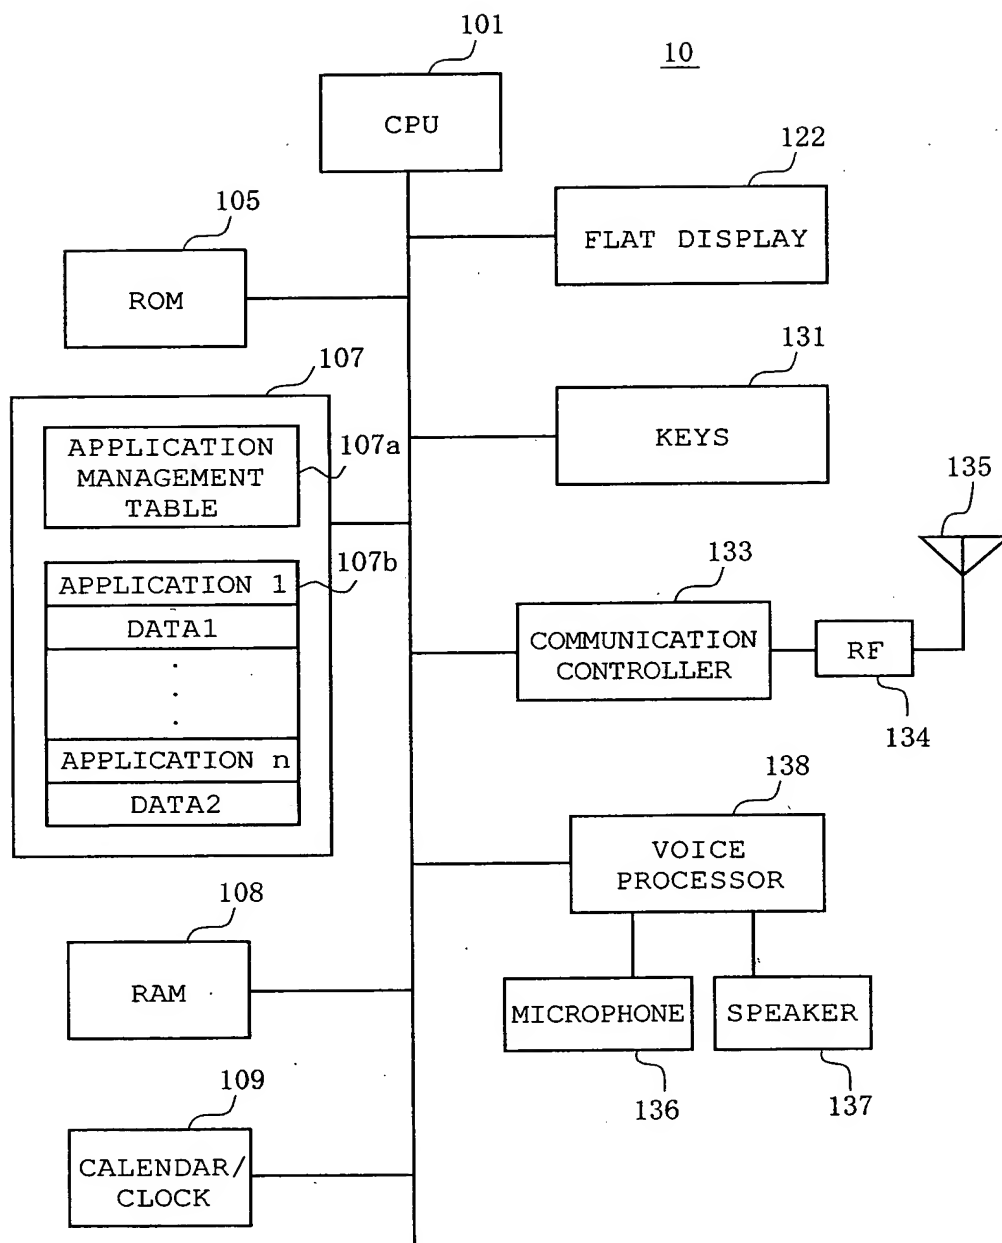 101
10
CPU
122
FLAT DISPLAY
105
ROM
131
KEYS
107
APPLICATION
MANAGEMENT
TABLE
107a
107b
APPLICATION 1
DATA1
.
.
.
APPLICATION n
DATA2
135
133
COMMUNICATION
CONTROLLER
RF
134
138
VOICE
PROCESSOR
108
RAM
MICROPHONE
SPEAKER
136
137
109
CALENDAR/
CLOCK